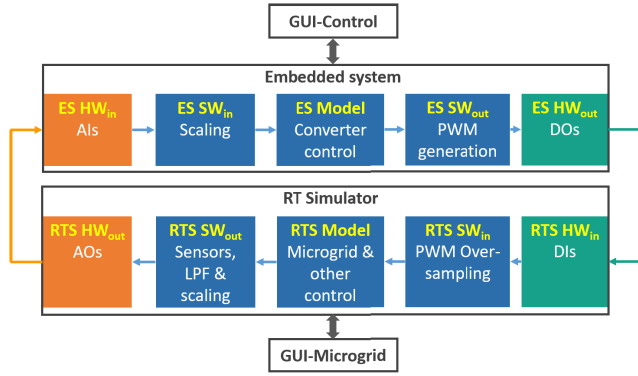 GUI-Control
Embedded system
ES HWin
AIs
ES SWin
Scaling
ES Model
Converter
control
ES SWout
PWM
generation
ES HWout
DOs
RT Simulator
RTS HWout
AOs
RTS SWout
Sensors,
LPF &
scaling
RTS Model
Microgrid &
other
control
RTS SWin
PWM Over-
sampling
RTS HWin
DIs
GUI-Microgrid